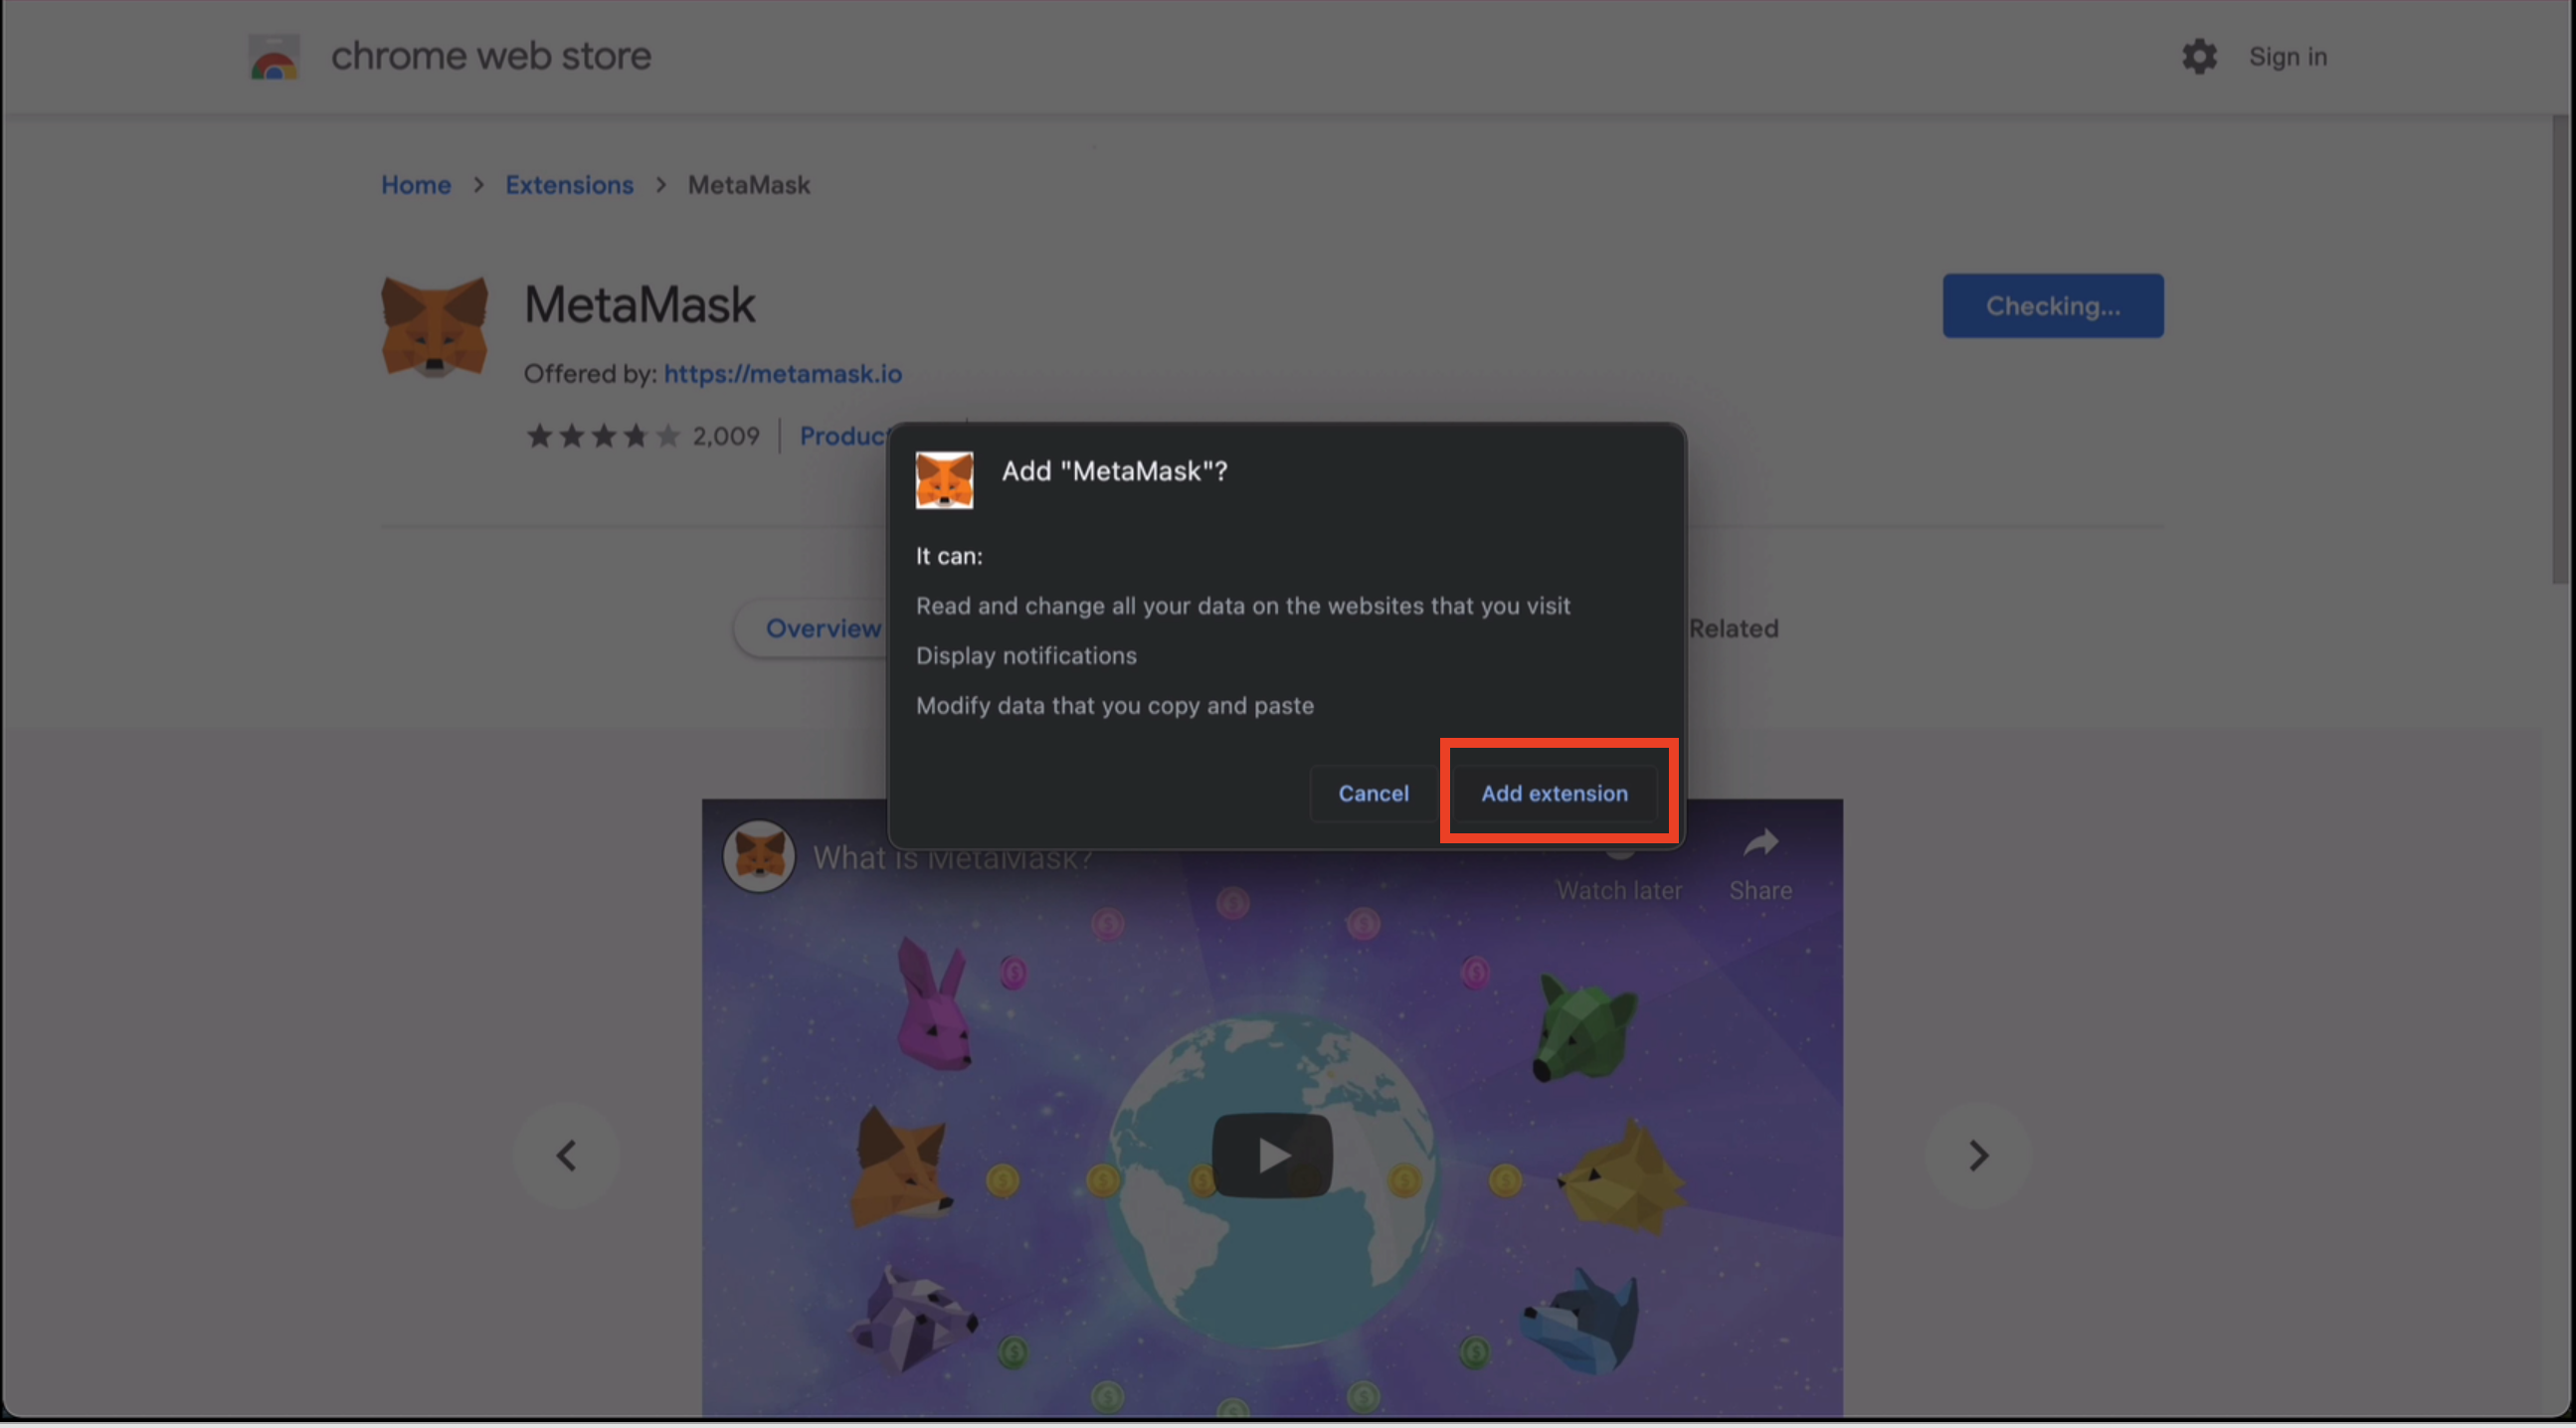 chrome web store
Sign in
Home > Extensions > MetaMask
MetaMask
Checking...
Offered by: https://metamask.io
2,009
Add "MetaMask"?
It can:
Read and change all your data on the websites that you visit
Overview
Related
Display notifications
Modify data that you copy and paste
Cancel
Add extension
What is MetaMask?
Watch later
Share